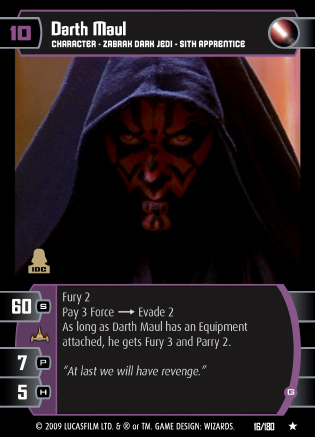 10
Darth Maul
CHARACTER - ZABRAK DARK JEDI - SITH APPRENTICE
IDC
60 S
7 P
5 H
Fury 2
Pay 3 Force → Evade 2
As long as Darth Maul has an Equipment
attached, he gets Fury 3 and Parry 2.
"At last we will have revenge."
G
© 2009 LUCASFILM LTD. & ® or TM. GAME DESIGN: WIZARDS. 16/180 ★